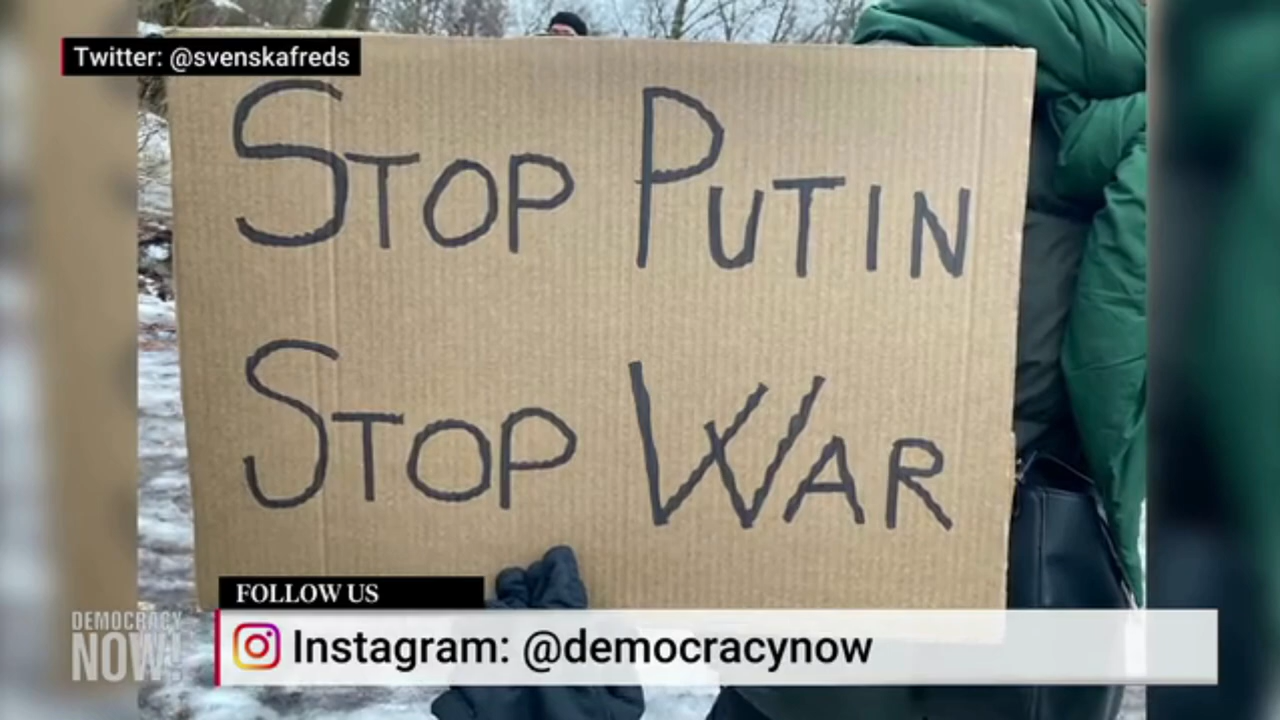 Twitter: @svenskafreds
STOP PUTIN
STOP WAR
FOLLOW US
DEMOCRACY
NOW!
Instagram: @democracynow